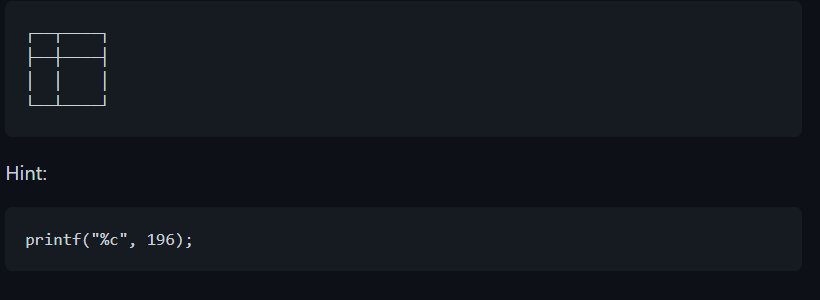 ┌──┬────┐
├──┼────┤
│  │    │
└──┴────┘
Hint:
printf("%c", 196);